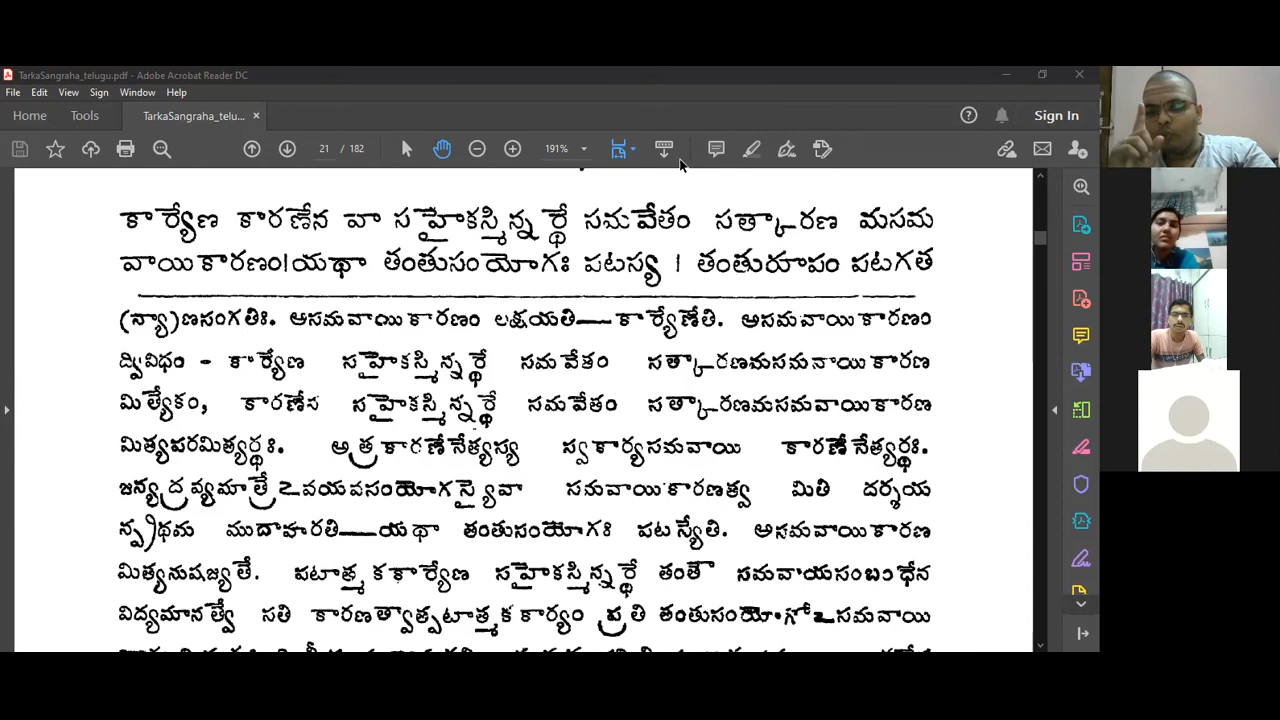 TarkaSangraha_telugu.pdf - Adobe Acrobat Reader DC
File Edit View Sign Window Help
Home Tools TarkaSangraha_telu... × Sign In
21 / 182 191%
కార్యేణ కారణేన వా సహైకస్మిన్నర్థే సమవేతం సత్కారణ మసమ
వాయికారణం।యథా తంతుసంయోగః పటస్య । తంతురూపం పటగత
(న్యా)ణసంగతిః. అసమవాయికారణం లక్షయతి—కార్యేణేతి. అసమవాయికారణం
ద్వివిధం - కార్యేణ సహైకస్మిన్నర్థే సమవేతం సత్కారణమసమవాయికారణ
మిత్యేకం, కారణేన సహైకస్మిన్నర్థే సమవేతం సత్కారణమసమవాయికారణ
మిత్యపరమిత్యర్థః. అత్రకారణేనేత్యస్య స్వకార్యసమవాయి కారణేనేత్యర్థః.
జన్యద్రవ్యమాత్రేఽవయవసంయోగస్యైవా సమవాయికారణత్వ మితి దర్శయ
న్ప్రథమ ముదాహరతి—యథా తంతుసంయోగః పటస్యేతి. అసమవాయికారణ
మిత్యనుషజ్యతే. పటాత్మకకార్యేణ సహైకస్మిన్నర్థే తంతౌ సమవాయసంబంధేన
విద్యమానత్వే సతి కారణత్వాత్పటాత్మకకార్యం ప్రతి తంతుసంయోగోఽసమవాయి